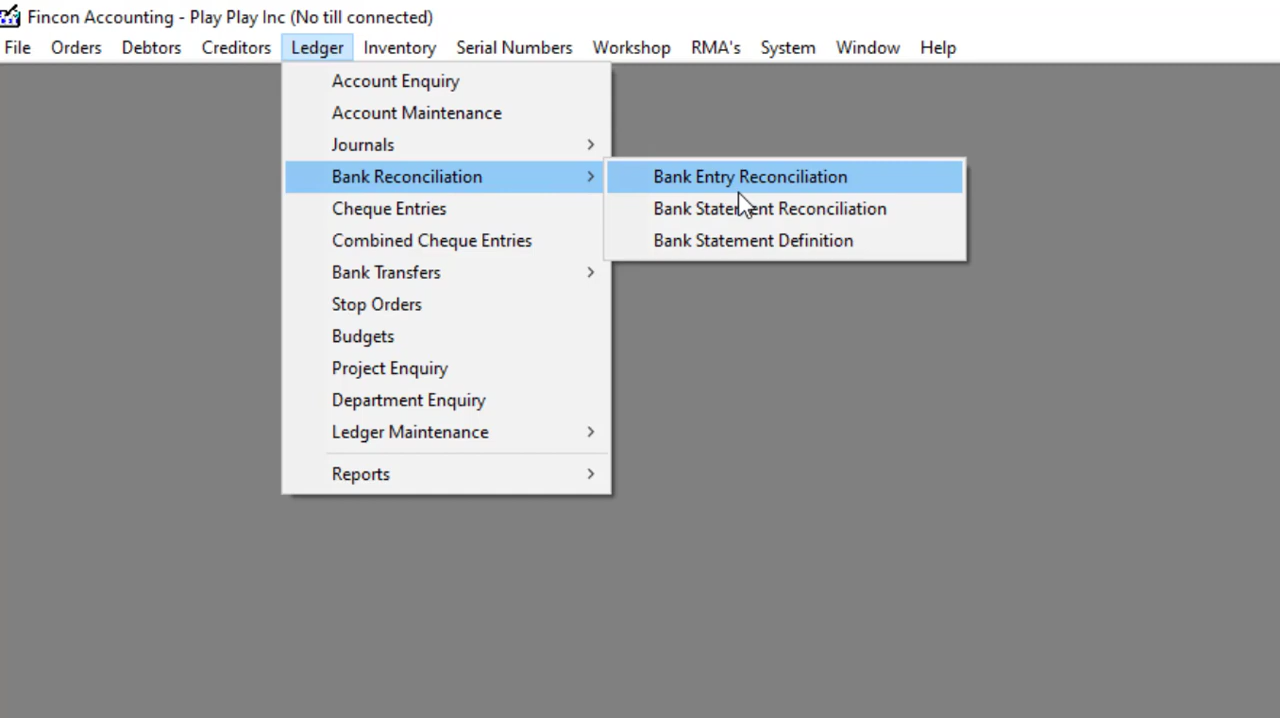 Fincon Accounting - Play Play Inc (No till connected)
File Orders Debtors Creditors Ledger Inventory Serial Numbers Workshop RMA's System Window Help
Account Enquiry
Account Maintenance
Journals
Bank Reconciliation
Cheque Entries
Combined Cheque Entries
Bank Transfers
Stop Orders
Budgets
Project Enquiry
Department Enquiry
Ledger Maintenance
Reports
Bank Entry Reconciliation
Bank Statement Reconciliation
Bank Statement Definition